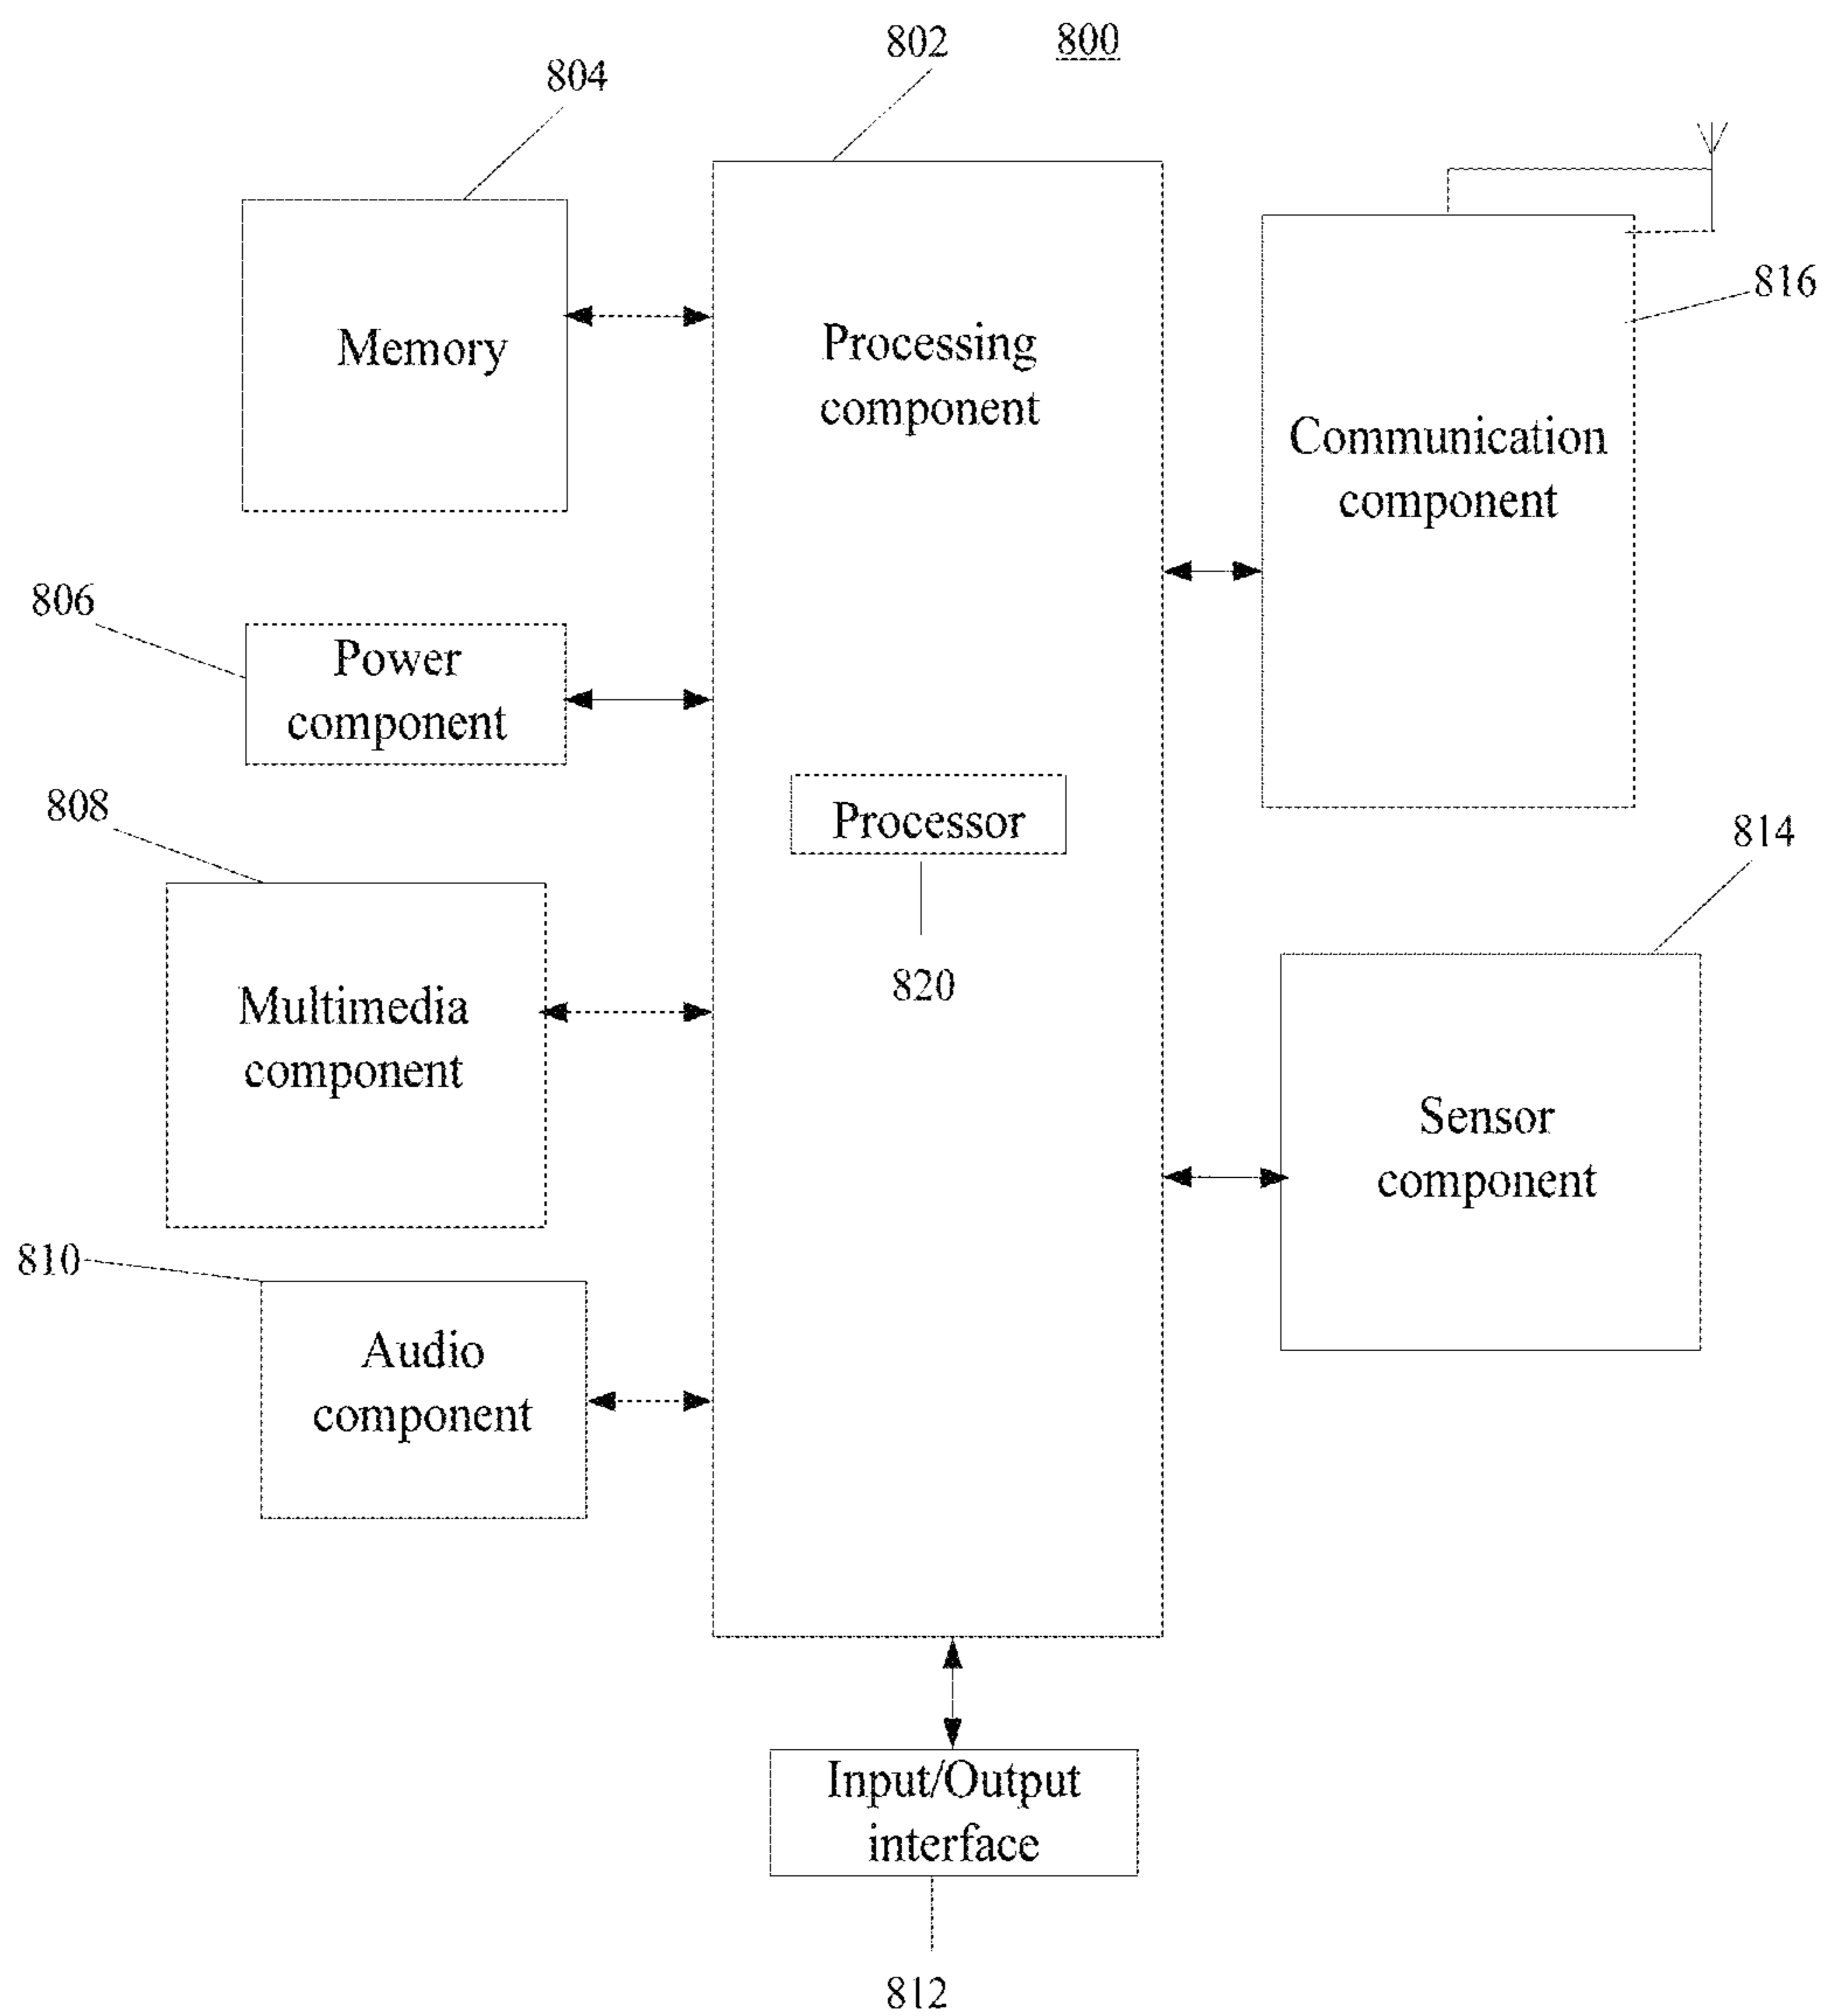 802
800
804
816
Memory
Processing
component
Communication
component
806
Power
component
808
Processor
814
820
Multimedia
component
Sensor
component
810
Audio
component
Input/Output
interface
812